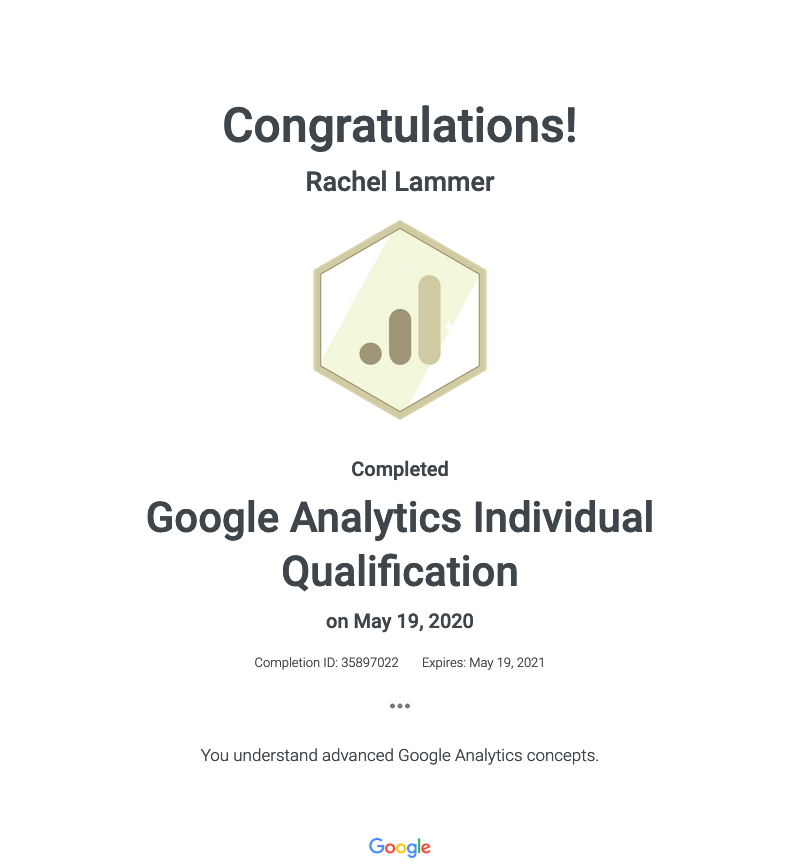 Congratulations!
Rachel Lammer
Completed
Google Analytics Individual
Qualification
on May 19, 2020
Completion ID: 35897022 Expires: May 19, 2021
•••
You understand advanced Google Analytics concepts.
Google